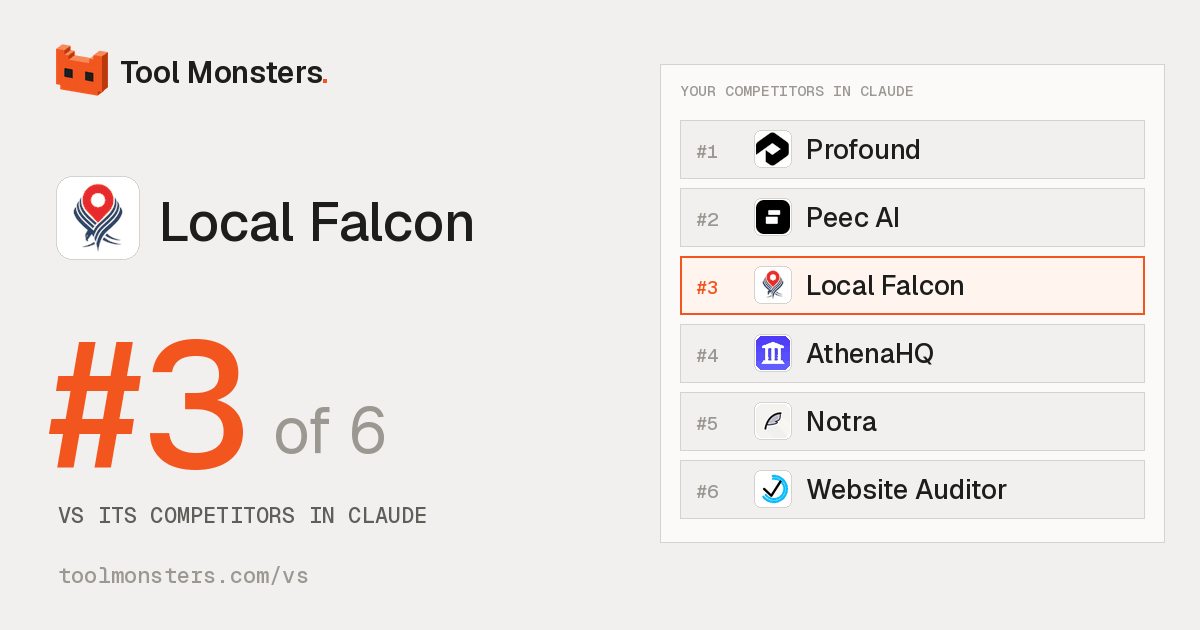 Tool Monsters.
Local Falcon
#3 of 6
VS ITS COMPETITORS IN CLAUDE
toolmonsters.com/vs
YOUR COMPETITORS IN CLAUDE
#1 Profound
#2 Peec AI
#3 Local Falcon
#4 AthenaHQ
#5 Notra
#6 Website Auditor